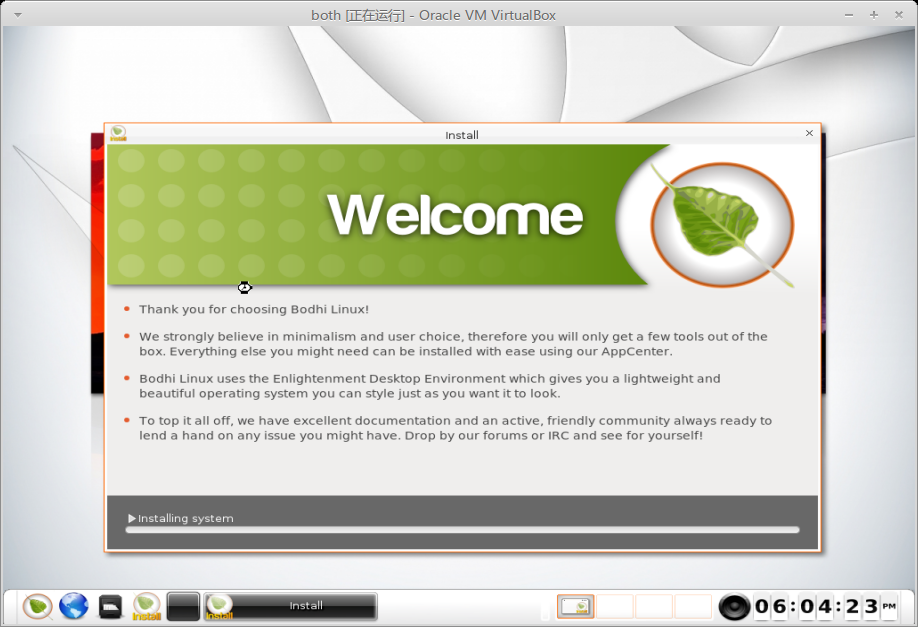 both [正在运行] - Oracle VM VirtualBox
Install
Welcome
Thank you for choosing Bodhi Linux!
We strongly believe in minimalism and user choice, therefore you will only get a few tools out of the
box. Everything else you might need can be installed with ease using our AppCenter.
Bodhi Linux uses the Enlightenment Desktop Environment which gives you a lightweight and
beautiful operating system you can style just as you want it to look.
To top it all off, we have excellent documentation and an active, friendly community always ready to
lend a hand on any issue you might have. Drop by our forums or IRC and see for yourself!
Installing system
Install
Install
Install
06:04:23 PM